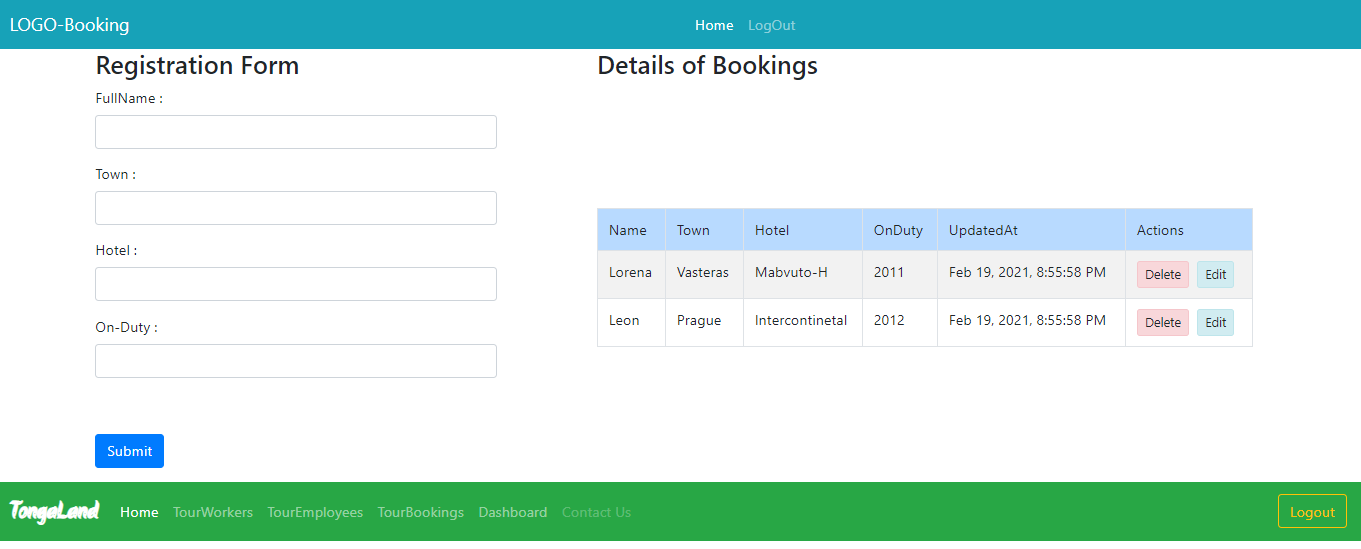 LOGO-Booking Home LogOut
Registration Form
FullName :
Town :
Hotel :
On-Duty :
Submit
Details of Bookings
Name Town Hotel OnDuty UpdatedAt Actions
Lorena Vasteras Mabvuto-H 2011 Feb 19, 2021, 8:55:58 PM Delete Edit
Leon Prague Intercontinetal 2012 Feb 19, 2021, 8:55:58 PM Delete Edit
TongaLand Home TourWorkers TourEmployees TourBookings Dashboard Contact Us Logout